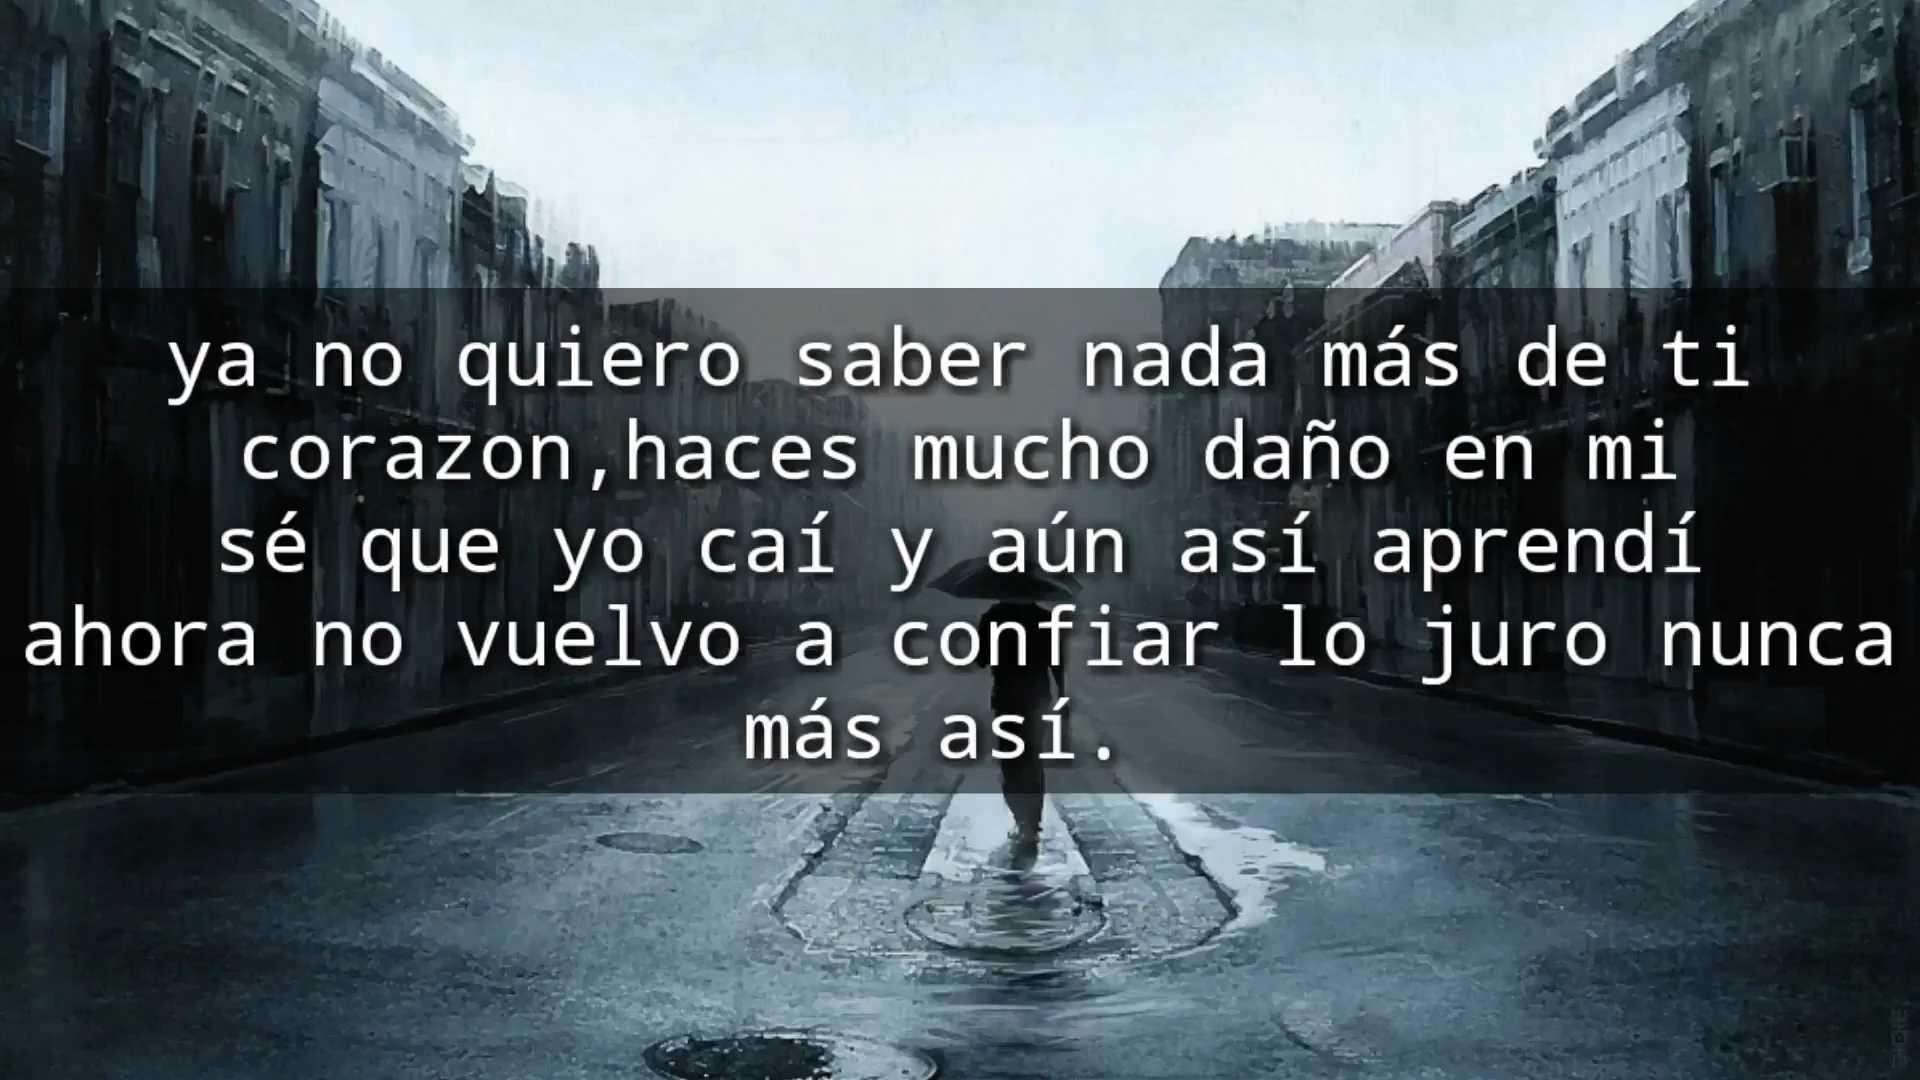 ya no quiero saber nada más de ti
corazon,haces mucho daño en mi
sé que yo caí y aún así aprendí
ahora no vuelvo a confiar lo juro nunca
más así.